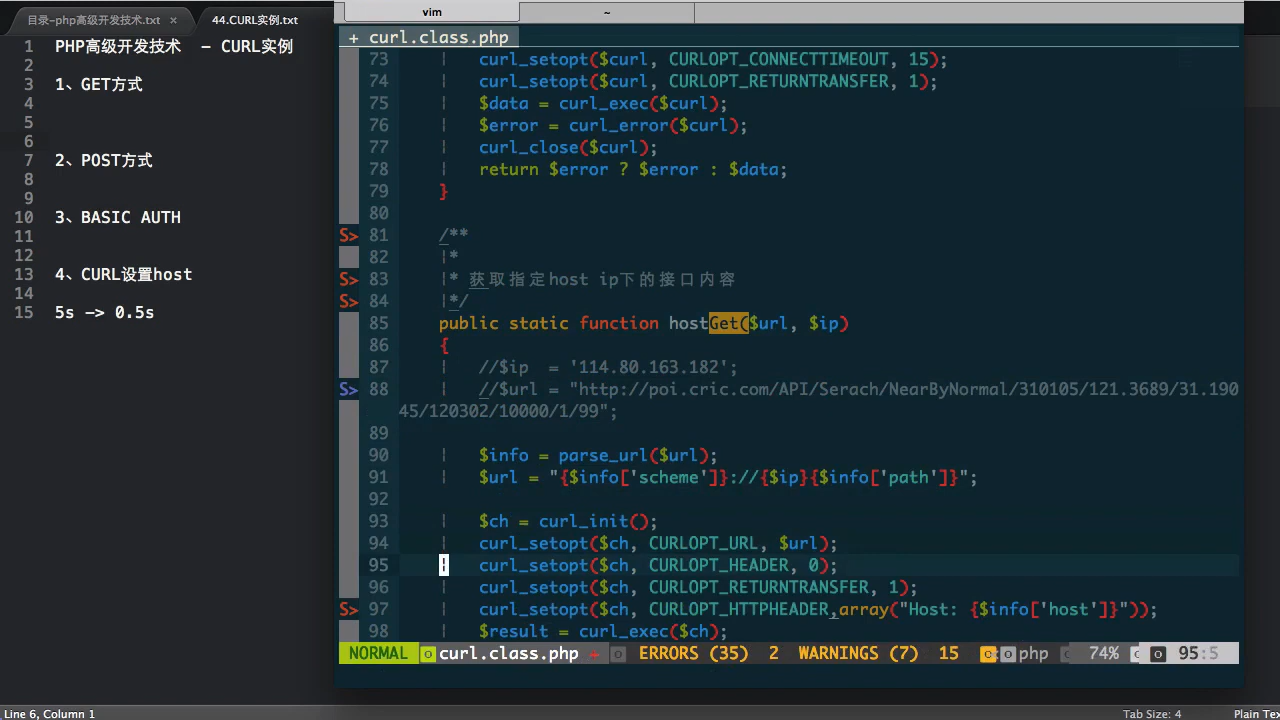 目录-php高级开发技术.txt × 44.CURL实例.txt
1 PHP高级开发技术 - CURL实例
2
3 1、GET方式
4
5
6
7 2、POST方式
8
9
10 3、BASIC AUTH
11
12
13 4、CURL设置host
14
15 5s -> 0.5s
vim ~
+ curl.class.php
73 curl_setopt($curl, CURLOPT_CONNECTTIMEOUT, 15);
74 curl_setopt($curl, CURLOPT_RETURNTRANSFER, 1);
75 $data = curl_exec($curl);
76 $error = curl_error($curl);
77 curl_close($curl);
78 return $error ? $error : $data;
79 }
80
S> 81 /**
82 |*
S> 83 |* 获取指定host ip下的接口内容
S> 84 |*/
85 public static function hostGet($url, $ip)
86 {
87 //$ip = '114.80.163.182';
S> 88 //$url = "http://poi.cric.com/API/Serach/NearByNormal/310105/121.3689/31.190
45/120302/10000/1/99";
89
90 $info = parse_url($url);
91 $url = "{$info['scheme']}://{$ip}{$info['path']}";
92
93 $ch = curl_init();
94 curl_setopt($ch, CURLOPT_URL, $url);
95 curl_setopt($ch, CURLOPT_HEADER, 0);
96 curl_setopt($ch, CURLOPT_RETURNTRANSFER, 1);
S> 97 curl_setopt($ch, CURLOPT_HTTPHEADER,array("Host: {$info['host']}"));
98 $result = curl_exec($ch);
NORMAL curl.class.php + ERRORS (35) 2 WARNINGS (7) 15 php 74% 95:5
Line 6, Column 1 Tab Size: 4 Plain Tex